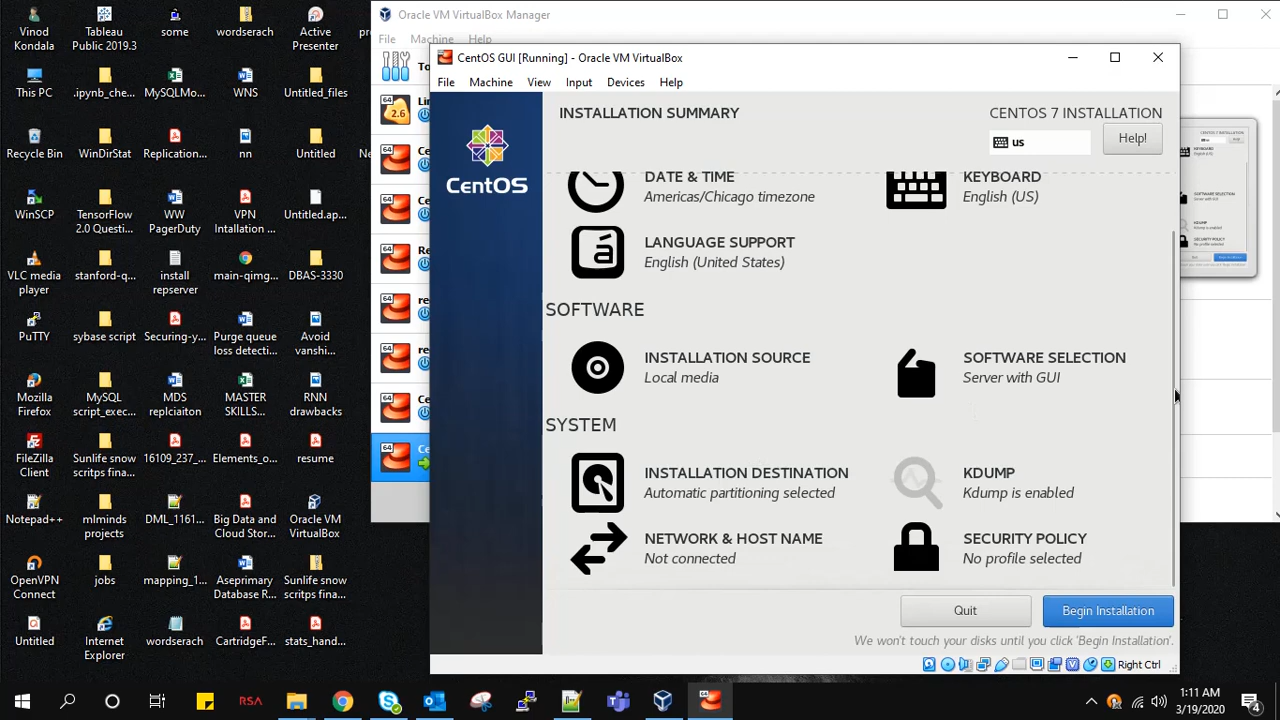 Vinod Kondala
Tableau Public 2019.3
some
wordserach
Active Presenter
This PC
.ipynb_che...
MySQLMo...
WNS
Untitled_files
Recycle Bin
WinDirStat
Replication...
nn
Untitled...
WinSCP
TensorFlow 2.0 Questi...
WW PagerDuty
VPN Intallation ...
Untitled.ap...
VLC media player
stanford-q...
install repserver
main-qimg...
DBAS-3330
PuTTY
sybase script
Securing-y...
Purge queue loss detecti...
Avoid vanshi...
Mozilla Firefox
MySQL script_exec...
MDS replciaiton
MASTER SKILLS...
RNN drawbacks
FileZilla Client
Sunlife snow scritps fina...
16109_237_...
Elements_o...
resume
Notepad++
mlminds projects
DML_1161...
Big Data and Cloud Stor...
Oracle VM VirtualBox
OpenVPN Connect
jobs
mapping_1...
Aseprimary Database R...
Sunlife snow scritps fina...
Untitled
Internet Explorer
wordserach
CartridgeF...
stats_hand...
Oracle VM VirtualBox Manager
File Machine Help
CentOS GUI [Running] - Oracle VM VirtualBox
File Machine View Input Devices Help
CentOS
INSTALLATION SUMMARY
CENTOS 7 INSTALLATION
us
Help!
DATE & TIME
Americas/Chicago timezone
KEYBOARD
English (US)
LANGUAGE SUPPORT
English (United States)
SOFTWARE
INSTALLATION SOURCE
Local media
SOFTWARE SELECTION
Server with GUI
SYSTEM
INSTALLATION DESTINATION
Automatic partitioning selected
KDUMP
Kdump is enabled
NETWORK & HOST NAME
Not connected
SECURITY POLICY
No profile selected
Quit
Begin Installation
We won't touch your disks until you click 'Begin Installation'.
Right Ctrl
RSA
1:11 AM
3/19/2020
4